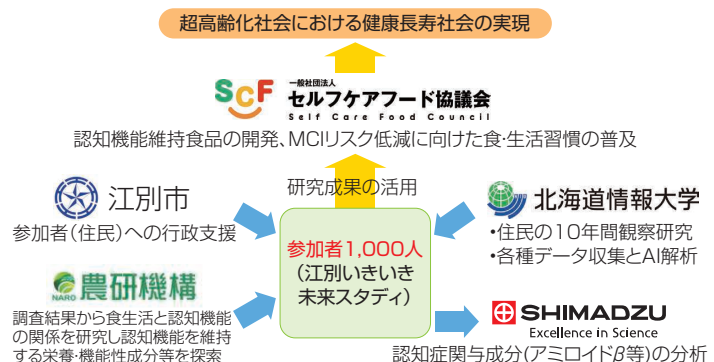 超高齢化社会における健康長寿社会の実現
SCF
一般社団法人
セルフケアフード協議会
Self Care Food Council
認知機能維持食品の開発、MCIリスク低減に向けた食・生活習慣の普及
研究成果の活用
江別市
参加者(住民)への行政支援
北海道情報大学
•住民の10年間観察研究
•各種データ収集とAI解析
参加者1,000人
(江別いきいき
未来スタディ)
NARO
農研機構
調査結果から食生活と認知機能
の関係を研究し認知機能を維持
する栄養・機能性成分等を探索
SHIMADZU
Excellence in Science
認知症関与成分(アミロイドβ等)の分析